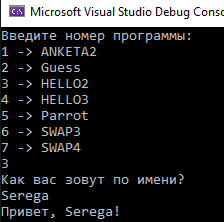 Microsoft Visual Studio Debug Conso
Введите номер программы:
1 -> ANKETA2
2 -> Guess
3 -> HELLO2
4 -> HELLO3
5 -> Parrot
6 -> SWAP3
7 -> SWAP4
3
Как вас зовут по имени?
Serega
Привет, Serega!